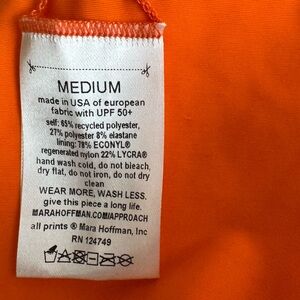 MEDIUM
made in USA of european
fabric with UPF 50+
self: 65% recycled polyester,
27% polyester 8% elastane
lining: 78% ECONYL®
regenerated nylon 22% LYCRA®
hand wash cold, do not bleach,
dry flat, do not iron, do not dry
clean
WEAR MORE, WASH LESS.
give this piece a long life.
MARAHOFFMAN.COM/APPROACH
all prints ® Mara Hoffman, Inc
RN 124749